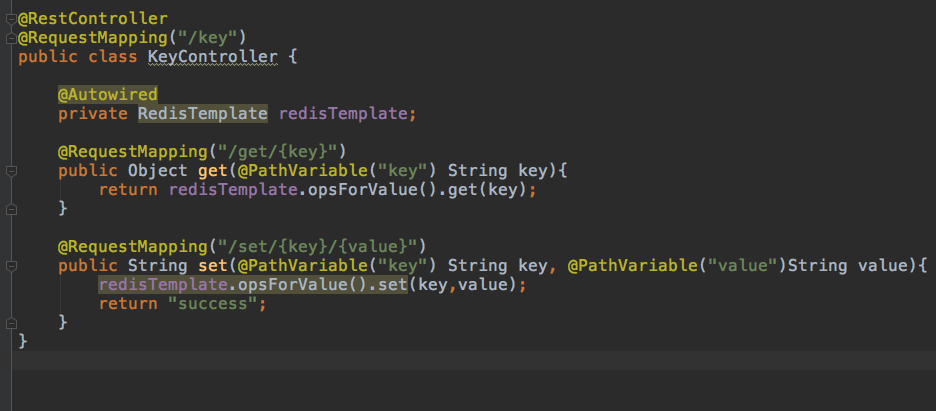 @RestController
@RequestMapping("/key")
public class KeyController {
@Autowired
private RedisTemplate redisTemplate;
@RequestMapping("/get/{key}")
public Object get(@PathVariable("key") String key){
return redisTemplate.opsForValue().get(key);
}
@RequestMapping("/set/{key}/{value}")
public String set(@PathVariable("key") String key, @PathVariable("value")String value){
redisTemplate.opsForValue().set(key,value);
return "success";
}
}